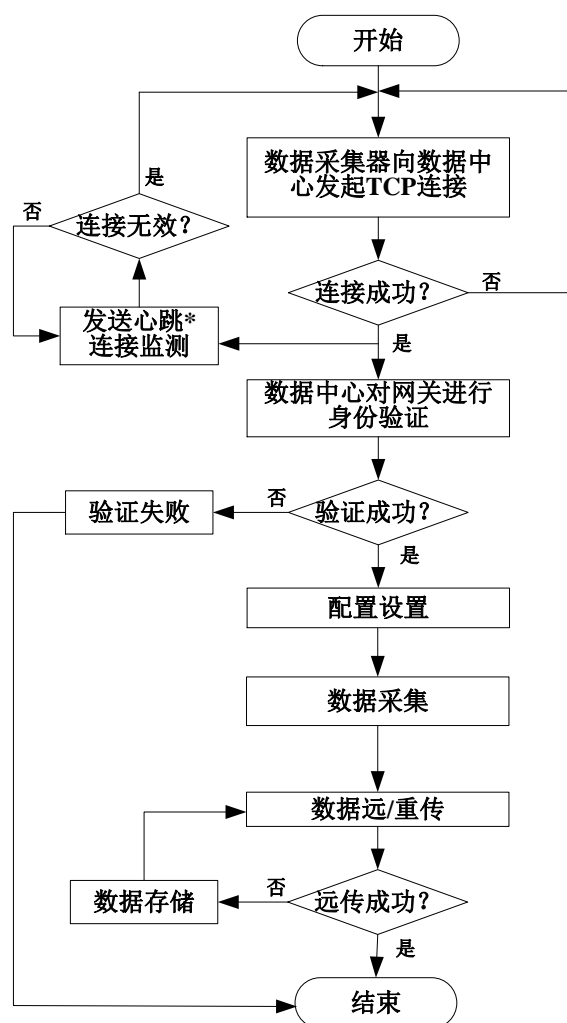 开始
数据采集器向数据中
心发起TCP连接
是
否
连接无效？
连接成功？
否
发送心跳*
连接监测
是
数据中心对网关进行
身份验证
验证失败
否
验证成功？
是
配置设置
数据采集
数据远/重传
数据存储
否
远传成功？
是
结束